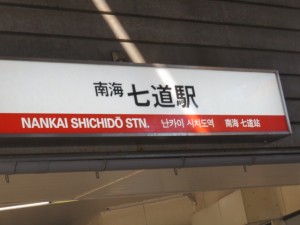 南海 七道駅
NANKAI SHICHIDŌ STN. 난카이 시치도역 南海 七道站